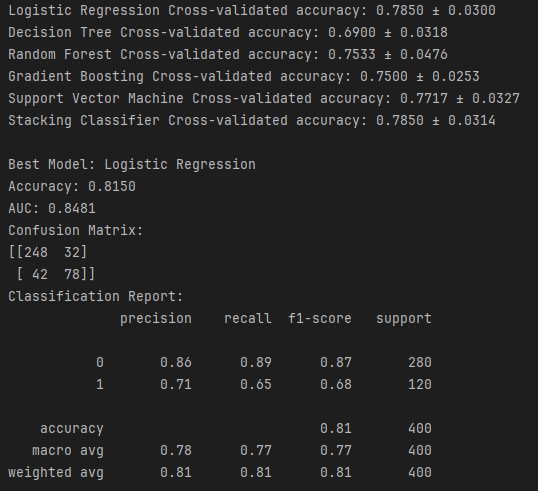 Logistic Regression Cross-validated accuracy: 0.7850 ± 0.0300
Decision Tree Cross-validated accuracy: 0.6900 ± 0.0318
Random Forest Cross-validated accuracy: 0.7533 ± 0.0476
Gradient Boosting Cross-validated accuracy: 0.7500 ± 0.0253
Support Vector Machine Cross-validated accuracy: 0.7717 ± 0.0327
Stacking Classifier Cross-validated accuracy: 0.7850 ± 0.0314
Best Model: Logistic Regression
Accuracy: 0.8150
AUC: 0.8481
Confusion Matrix:
[[248  32]
 [ 42  78]]
Classification Report:
              precision    recall  f1-score   support
           0       0.86      0.89      0.87       280
           1       0.71      0.65      0.68       120
    accuracy                           0.81       400
   macro avg       0.78      0.77      0.77       400
weighted avg       0.81      0.81      0.81       400